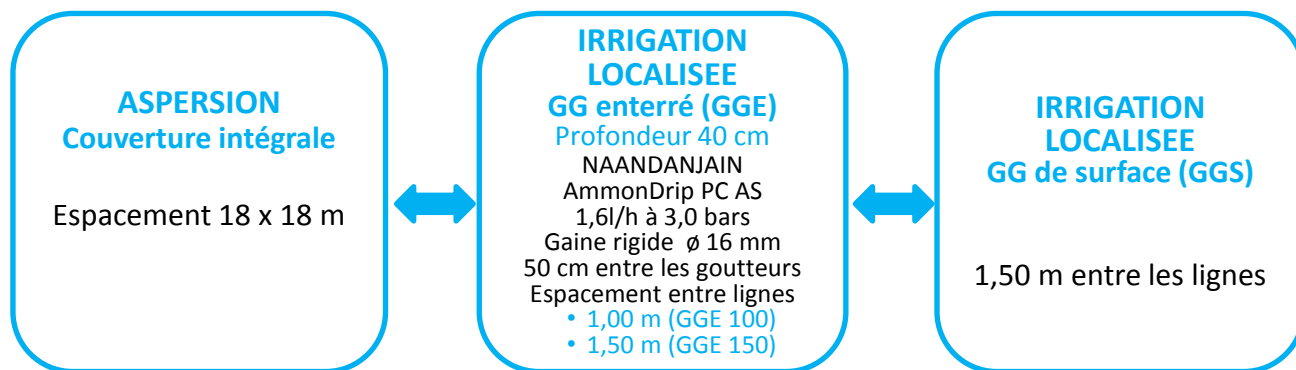 ASPERSION
Couverture intégrale
Espacement 18 x 18 m
IRRIGATION
LOCALISEE
GG enterré (GGE)
Profondeur 40 cm
NAANDANJAIN
AmmonDrip PC AS
1,6l/h à 3,0 bars
Gaine rigide ø 16 mm
50 cm entre les goutteurs
Espacement entre lignes
• 1,00 m (GGE 100)
• 1,50 m (GGE 150)
IRRIGATION
LOCALISEE
GG de surface (GGS)
1,50 m entre les lignes